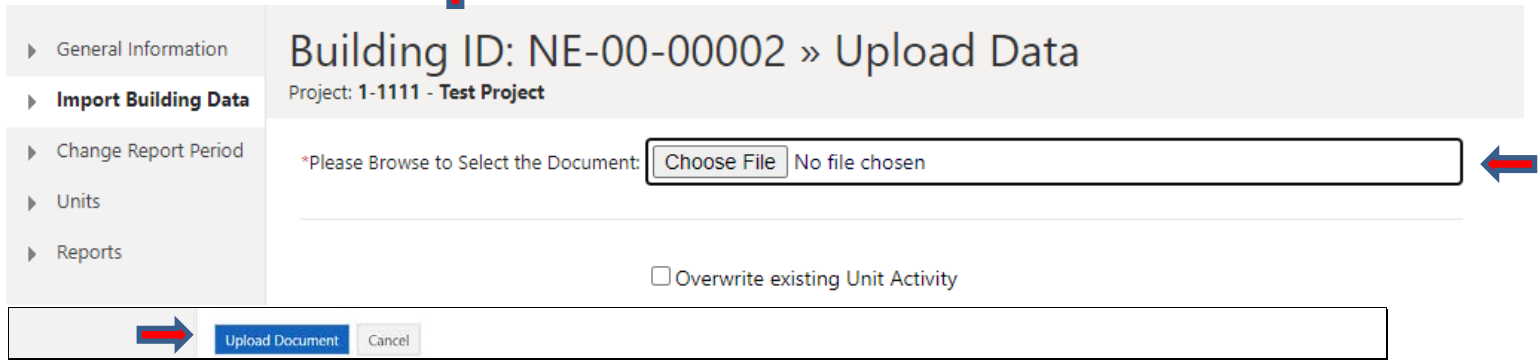 General Information
Import Building Data
Change Report Period
Units
Reports
Building ID: NE-00-00002 » Upload Data
Project: 1-1111 - Test Project
*Please Browse to Select the Document: Choose File No file chosen
Overwrite existing Unit Activity
Upload Document Cancel